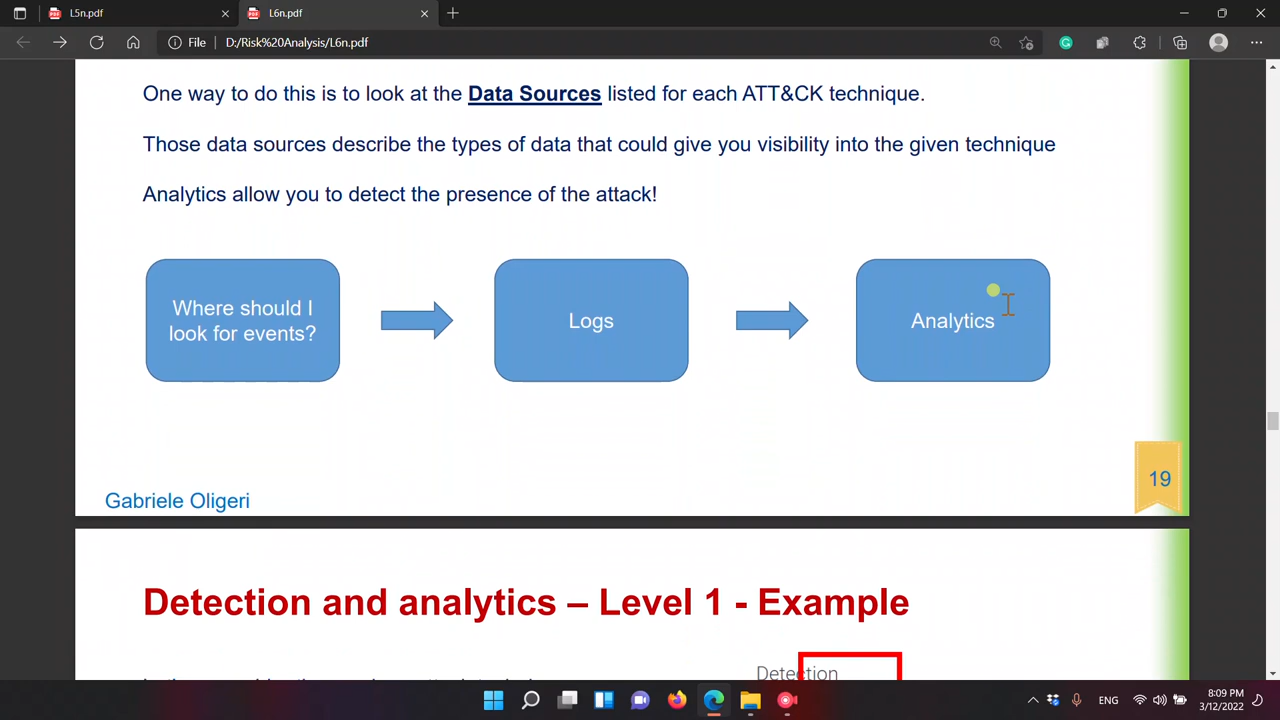 L5n.pdf
L6n.pdf
File
D:/Risk%20Analysis/L6n.pdf
One way to do this is to look at the Data Sources listed for each ATT&CK technique.
Those data sources describe the types of data that could give you visibility into the given technique
Analytics allow you to detect the presence of the attack!
Where should I
look for events?
Logs
Analytics
19
Gabriele Oligeri
Detection and analytics – Level 1 - Example
Detection
ENG
8:09 PM
3/12/2022